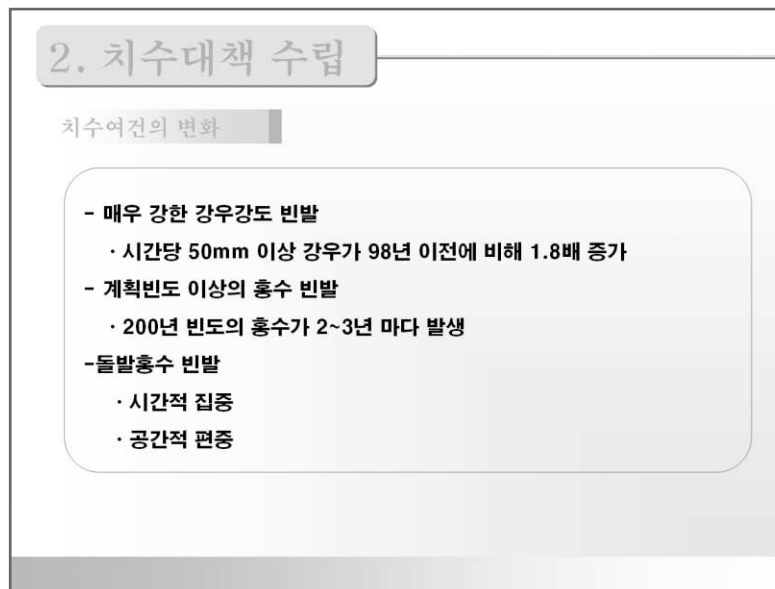 2. 치수대책 수립
치수여건의 변화
- 매우 강한 강우강도 빈발
· 시간당 50mm 이상 강우가 98년 이전에 비해 1.8배 증가
- 계획빈도 이상의 홍수 빈발
· 200년 빈도의 홍수가 2~3년 마다 발생
-돌발홍수 빈발
· 시간적 집중
· 공간적 편중